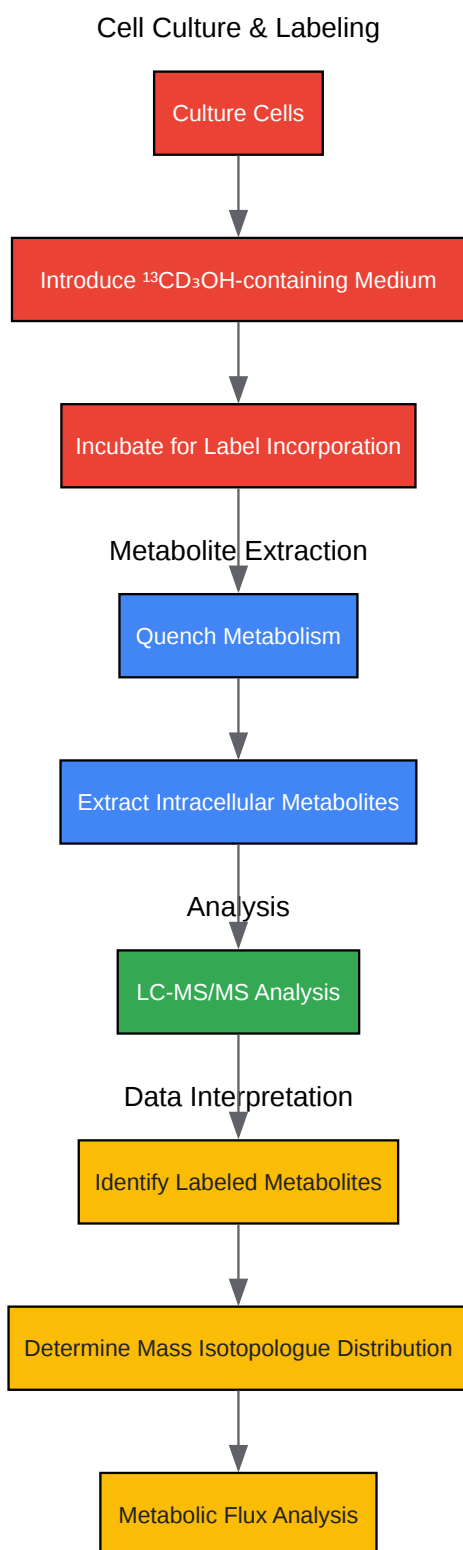 Cell Culture & Labeling
Culture Cells
Introduce ¹³CD₃OH-containing Medium
Incubate for Label Incorporation
Metabolite Extraction
Quench Metabolism
Extract Intracellular Metabolites
Analysis
LC-MS/MS Analysis
Data Interpretation
Identify Labeled Metabolites
Determine Mass Isotopologue Distribution
Metabolic Flux Analysis